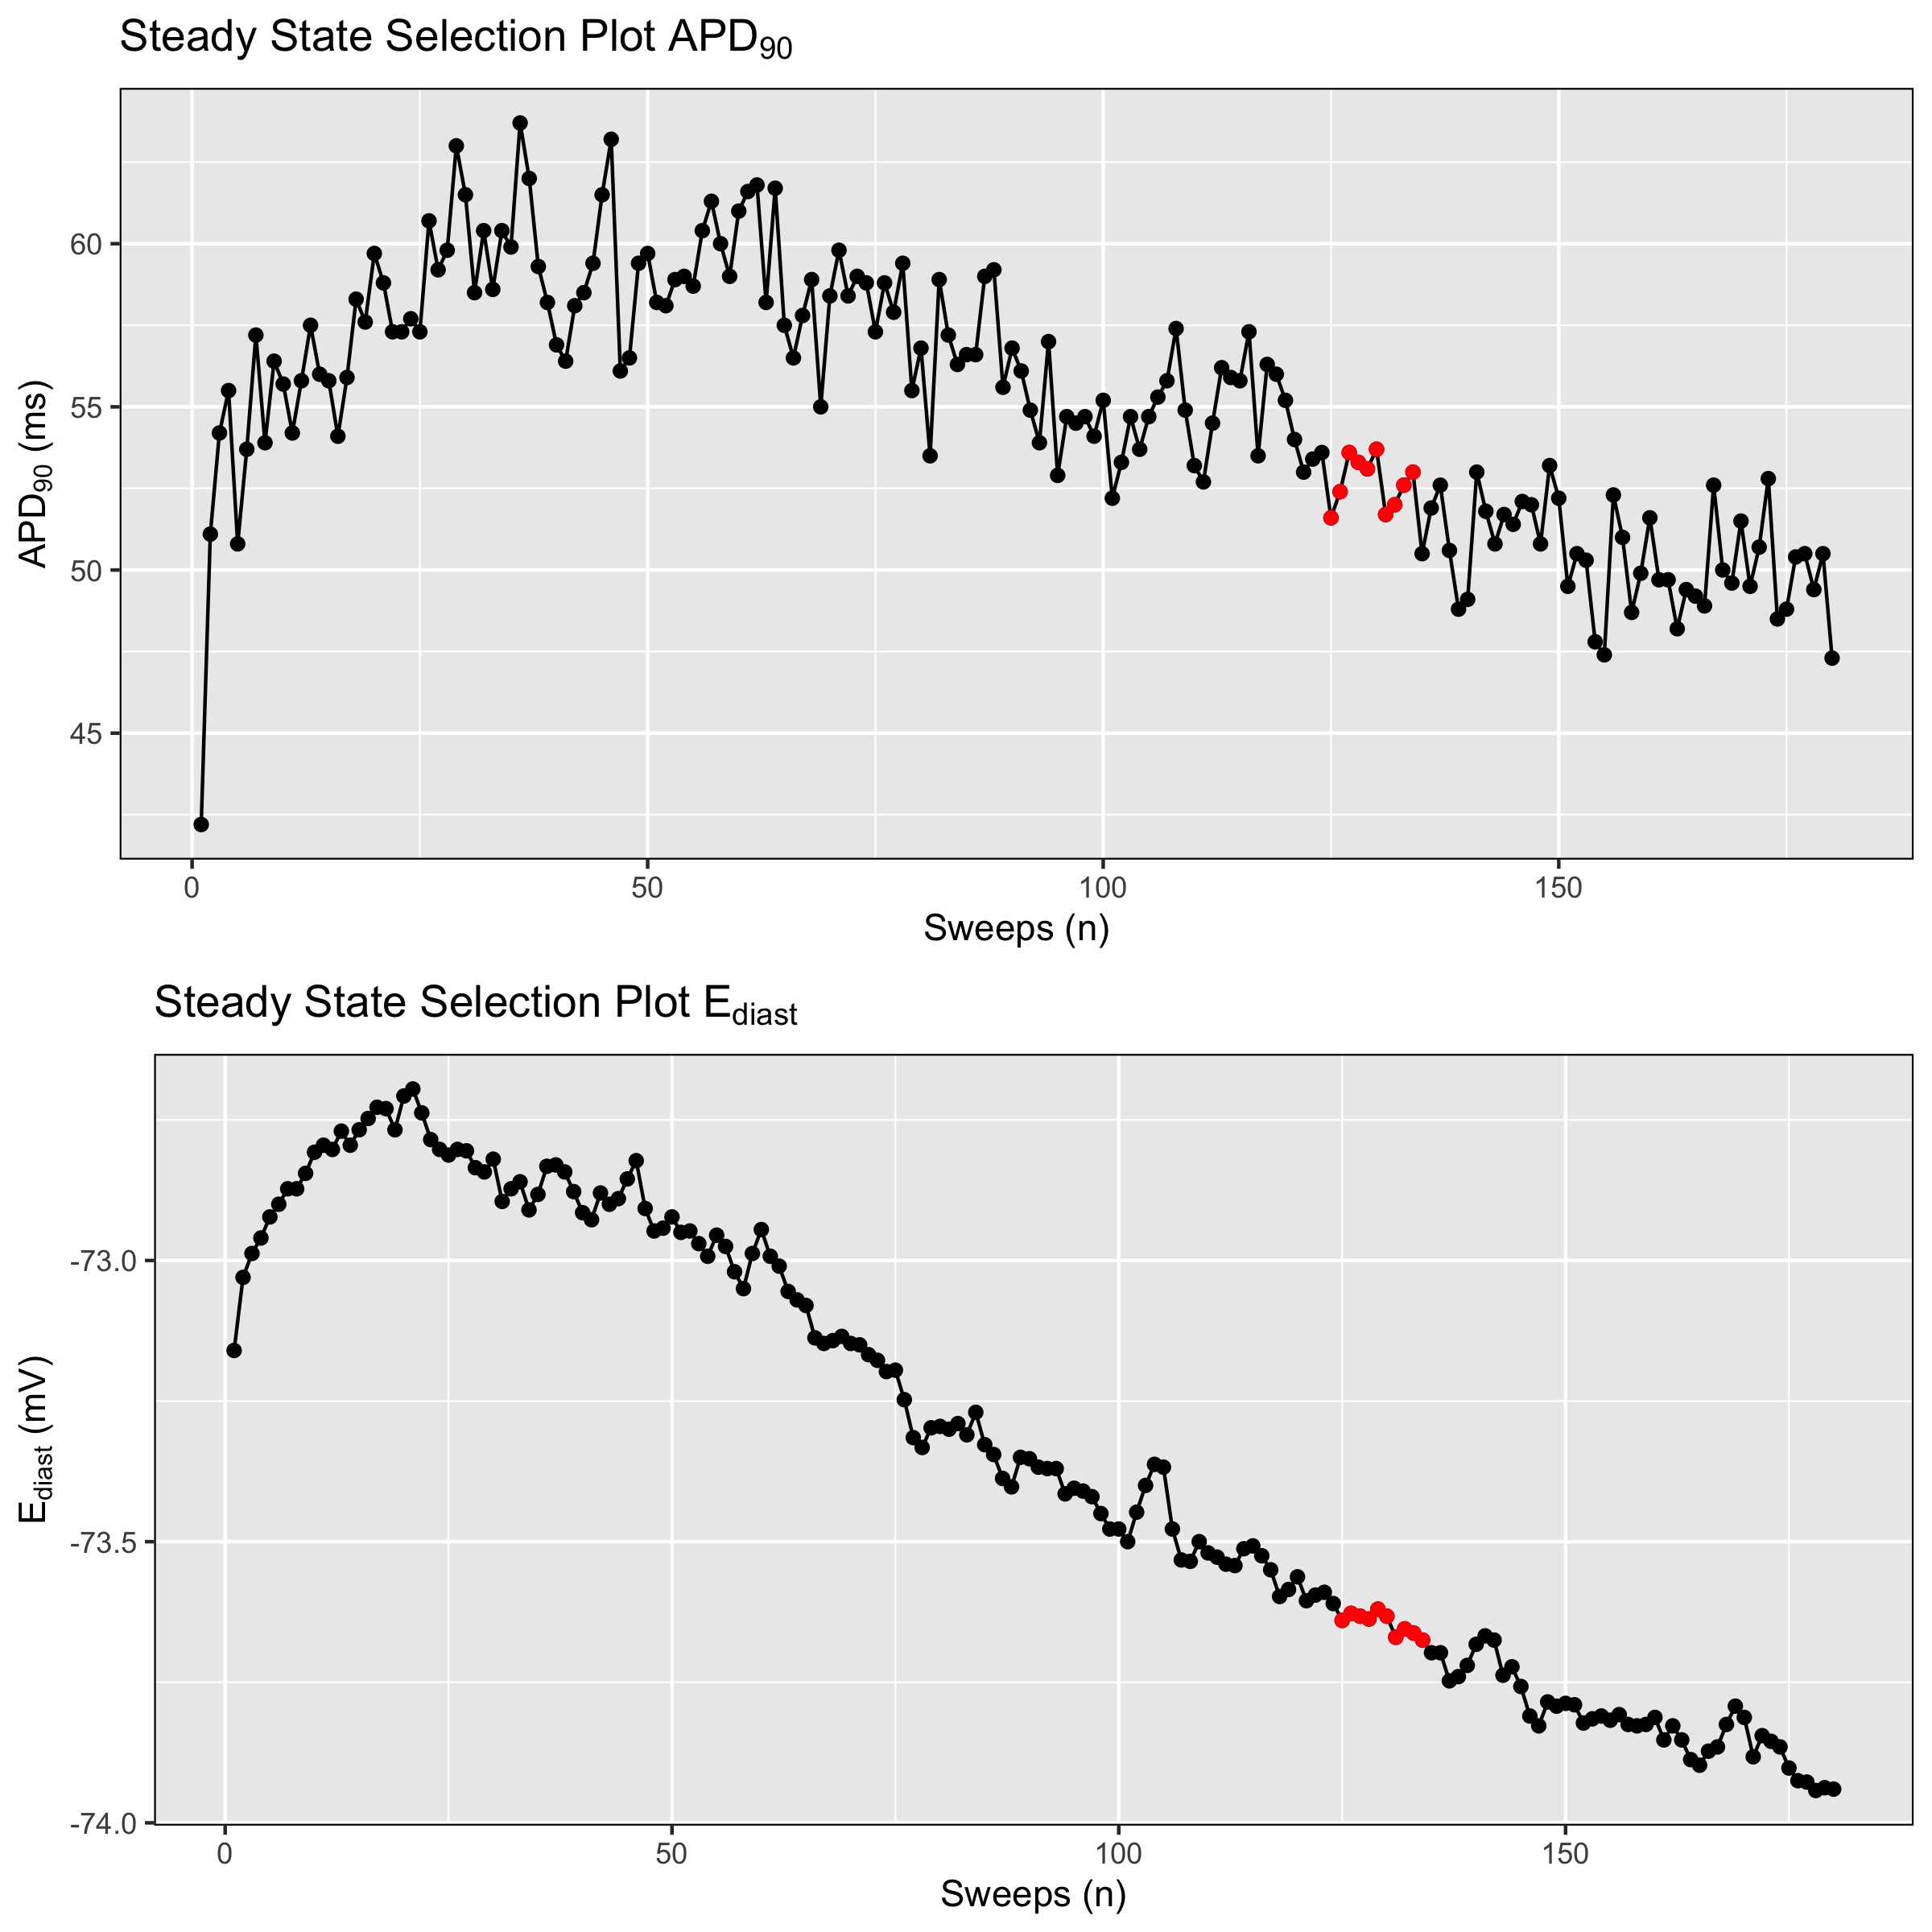 Steady State Selection Plot APD90
60
55
50
45
APD90 (ms)
0 50 100 150
Sweeps (n)
Steady State Selection Plot Ediast
-73.0
-73.5
-74.0
Ediast (mV)
0 50 100 150
Sweeps (n)